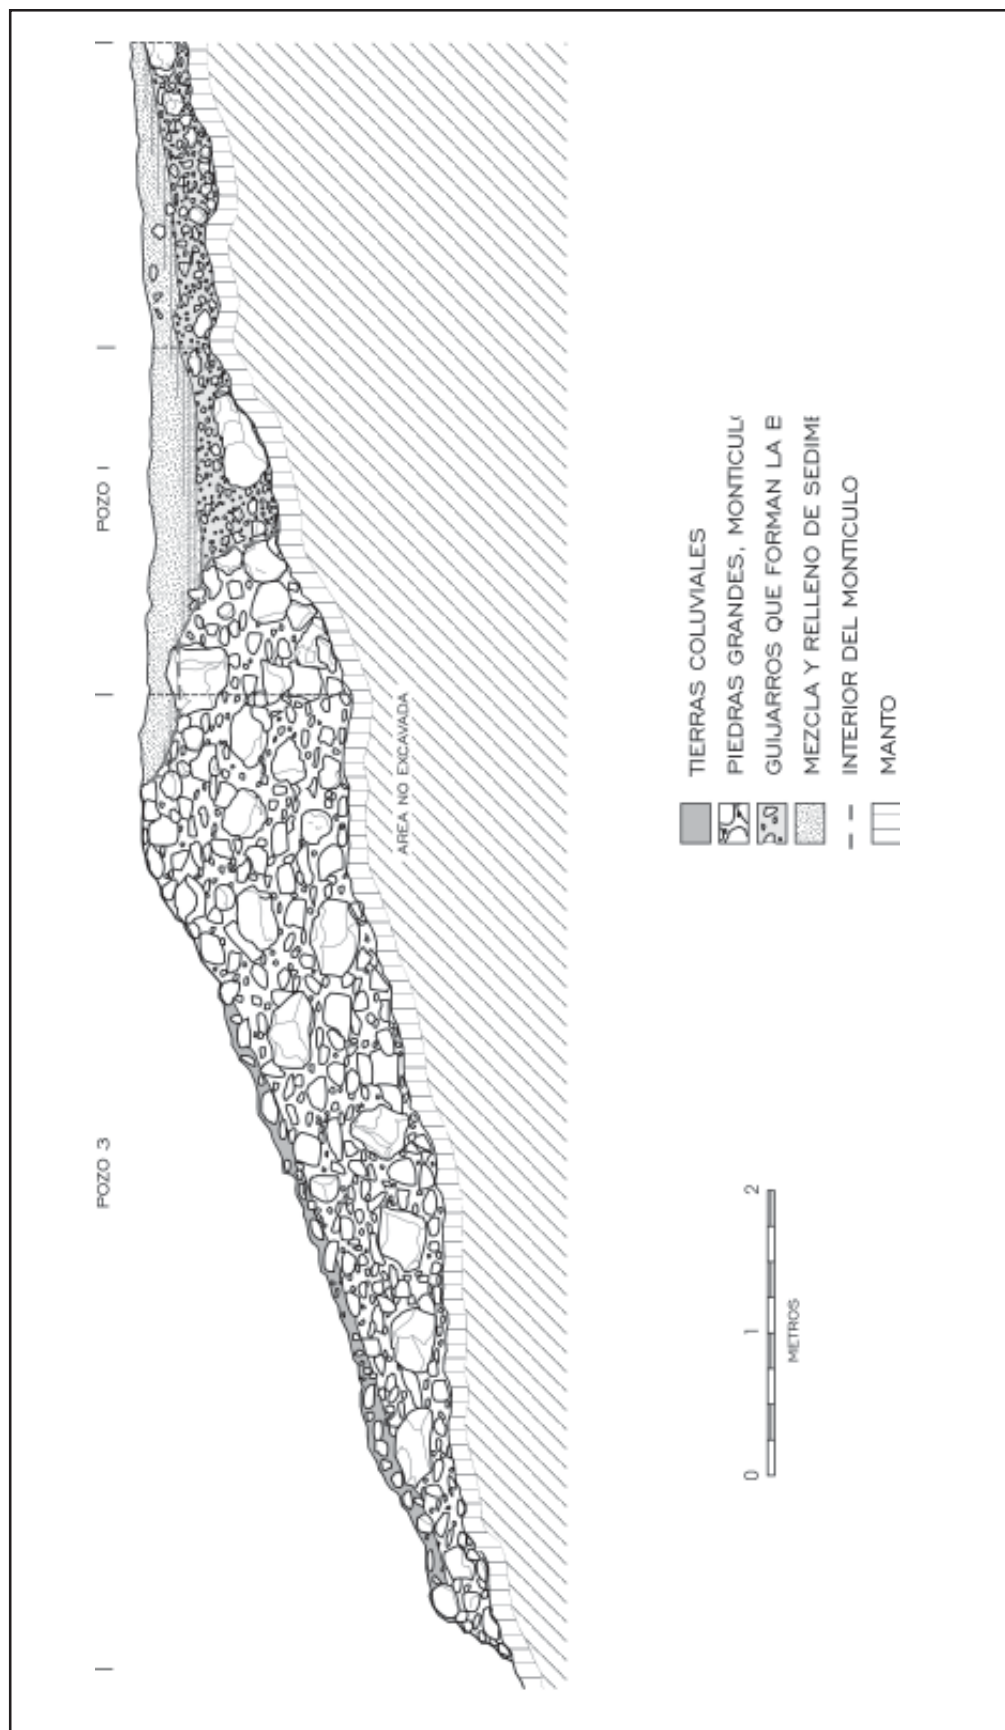 POZO 3
POZO 1
AREA NO EXCAVADA
0
1
2
METROS
TIERRAS COLUVIALES
PIEDRAS GRANDES, MONTICUL
GUIJARROS QUE FORMAN LA
MEZCLA Y RELLENO DE SEDIME
INTERIOR DEL MONTICULO
MANTO